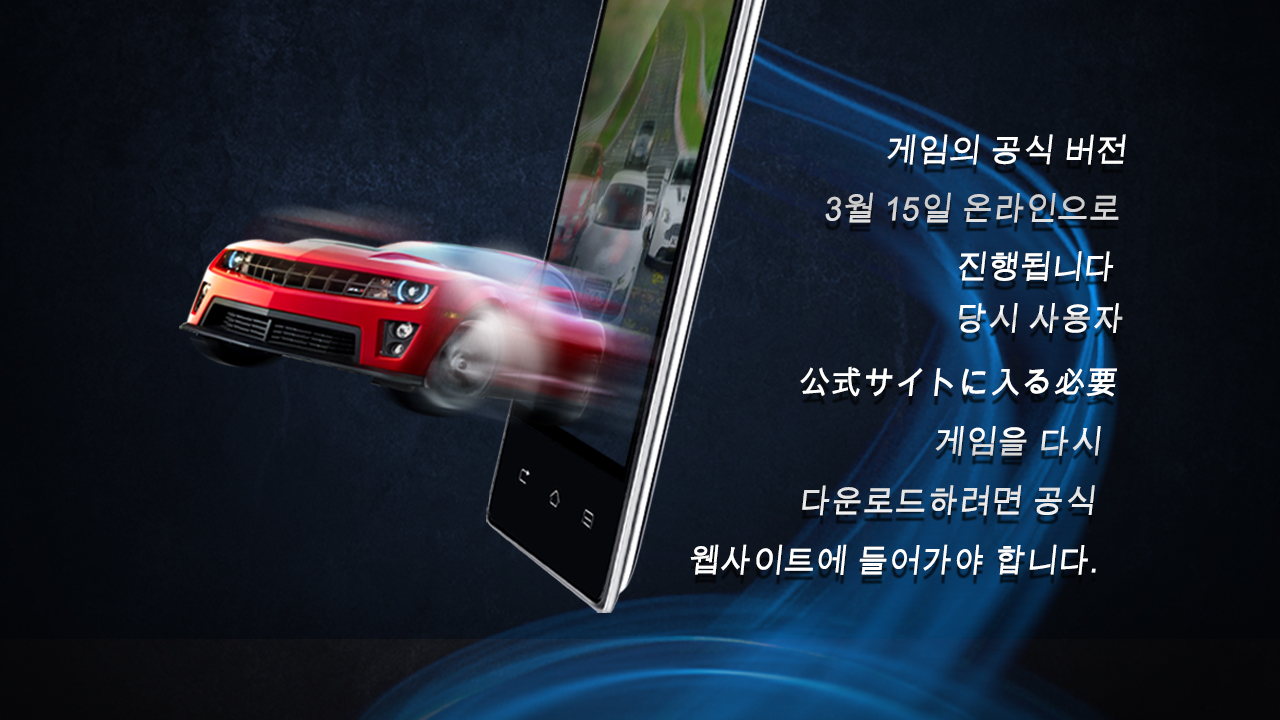 게임의 공식 버전
3월 15일 온라인으로
진행됩니다
당시 사용자
公式サイトに入る必要
게임을 다시
다운로드하려면 공식
웹사이트에 들어가야 합니다.